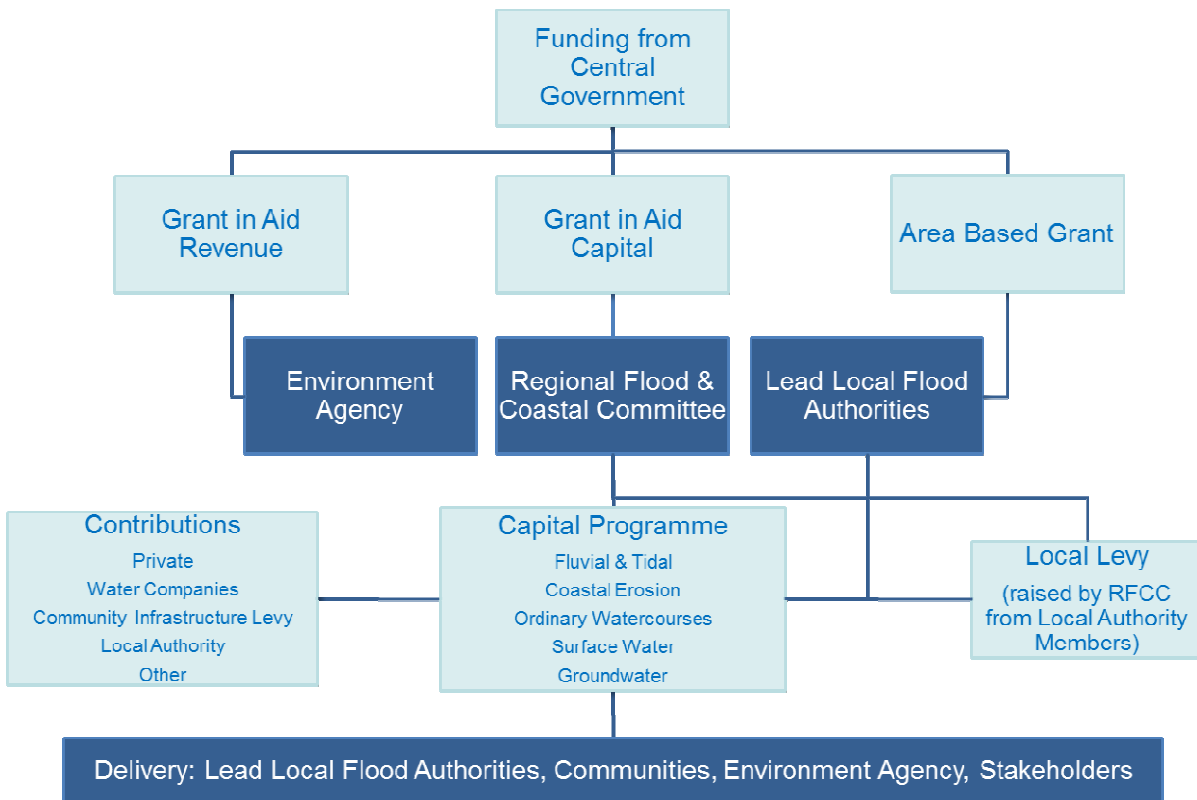 Funding from
Central
Government
Grant in Aid
Revenue
Grant in Aid
Capital
Area Based Grant
Environment
Agency
Regional Flood &
Coastal Committee
Lead Local Flood
Authorities
Contributions
Private
Water Companies
Community Infrastructure Levy
Local Authority
Other
Capital Programme
Fluvial & Tidal
Coastal Erosion
Ordinary Watercourses
Surface Water
Groundwater
Local Levy
(raised by RFCC
from Local Authority
Members)
Delivery: Lead Local Flood Authorities, Communities, Environment Agency, Stakeholders